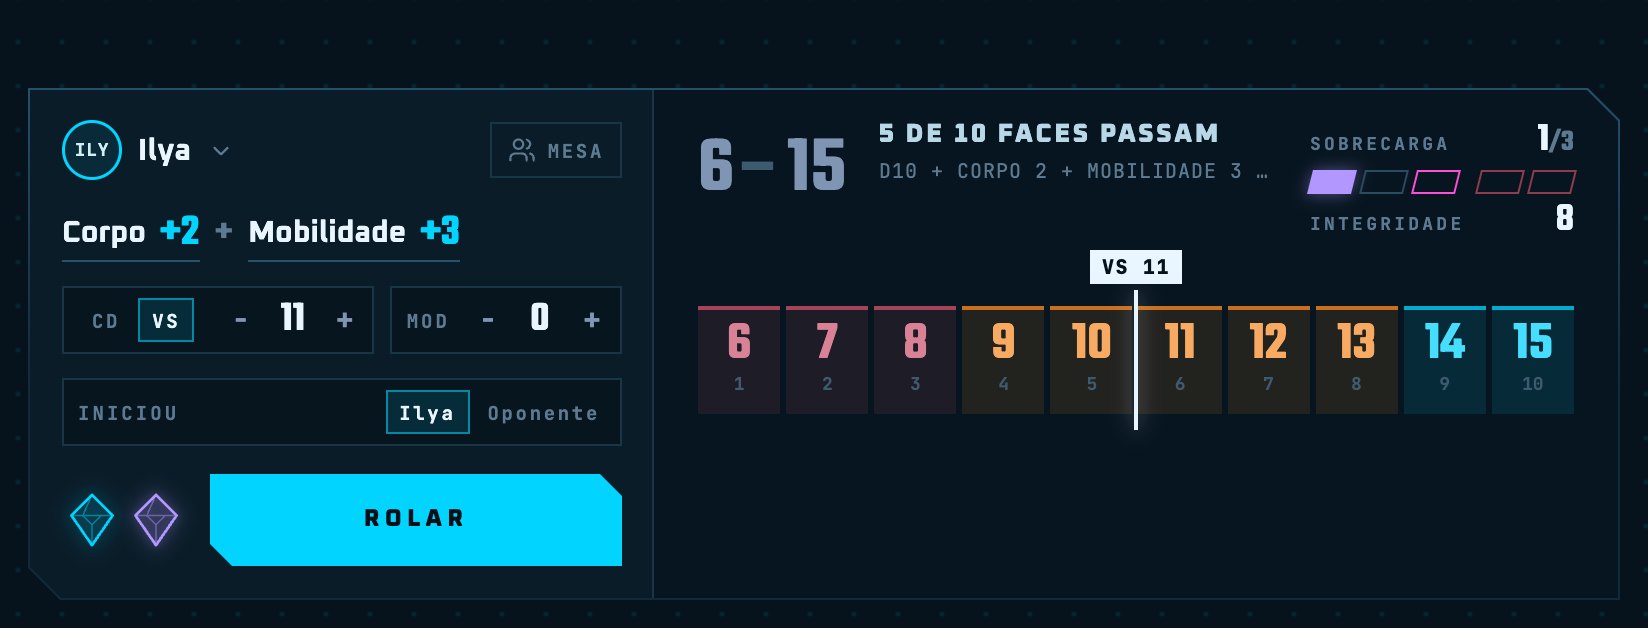 ILY Ilya MESA
Corpo +2 + Mobilidade +3
CD VS - 11 + MOD - 0 +
INICIOU Ilya Oponente
ROLAR
6–15
5 DE 10 FACES PASSAM
D10 + CORPO 2 + MOBILIDADE 3 …
SOBRECARGA 1/3
INTEGRIDADE 8
VS 11
6 7 8 9 10 11 12 13 14 15
1 2 3 4 5 6 7 8 9 10